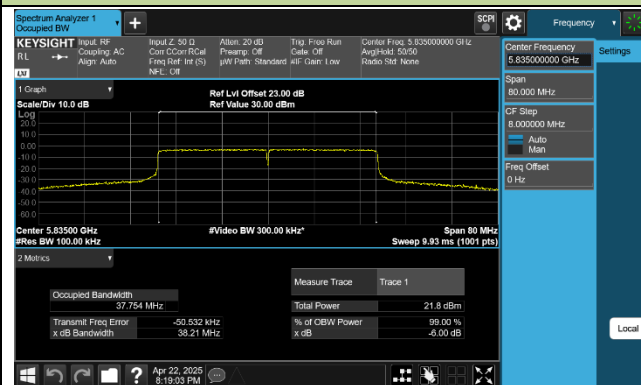 Spectrum Analyzer 1
Occupied BW
SCPI
Frequency
KEYSIGHT Input: RF Input Z: 50 Ω Atten: 20 dB Trig: Free Run Center Freq: 5.835000000 GHz
RL Coupling: AC Corr CCorr RCal Preamp: Off Gate: Off Avg|Hold: 50/50
Align: Auto Freq Ref: Int (S) µW Path: Standard #IF Gain: Low Radio Std: None
LXI NFE: Off
Center Frequency
5.835000000 GHz
Settings
Span
80.000 MHz
CF Step
8.000000 MHz
Auto
Man
Freq Offset
0 Hz
Local
1 Graph
Ref Lvl Offset 23.00 dB
Scale/Div 10.0 dB Ref Value 30.00 dBm
Log
20.0
10.0
0.00
-10.0
-20.0
-30.0
-40.0
-50.0
-60.0
Center 5.83500 GHz #Video BW 300.00 kHz* Span 80 MHz
#Res BW 100.00 kHz Sweep 9.93 ms (1001 pts)
2 Metrics
Measure Trace Trace 1
Occupied Bandwidth
37.754 MHz Total Power 21.8 dBm
Transmit Freq Error -50.532 kHz % of OBW Power 99.00 %
x dB Bandwidth 38.21 MHz x dB -6.00 dB
Apr 22, 2025
8:19:03 PM